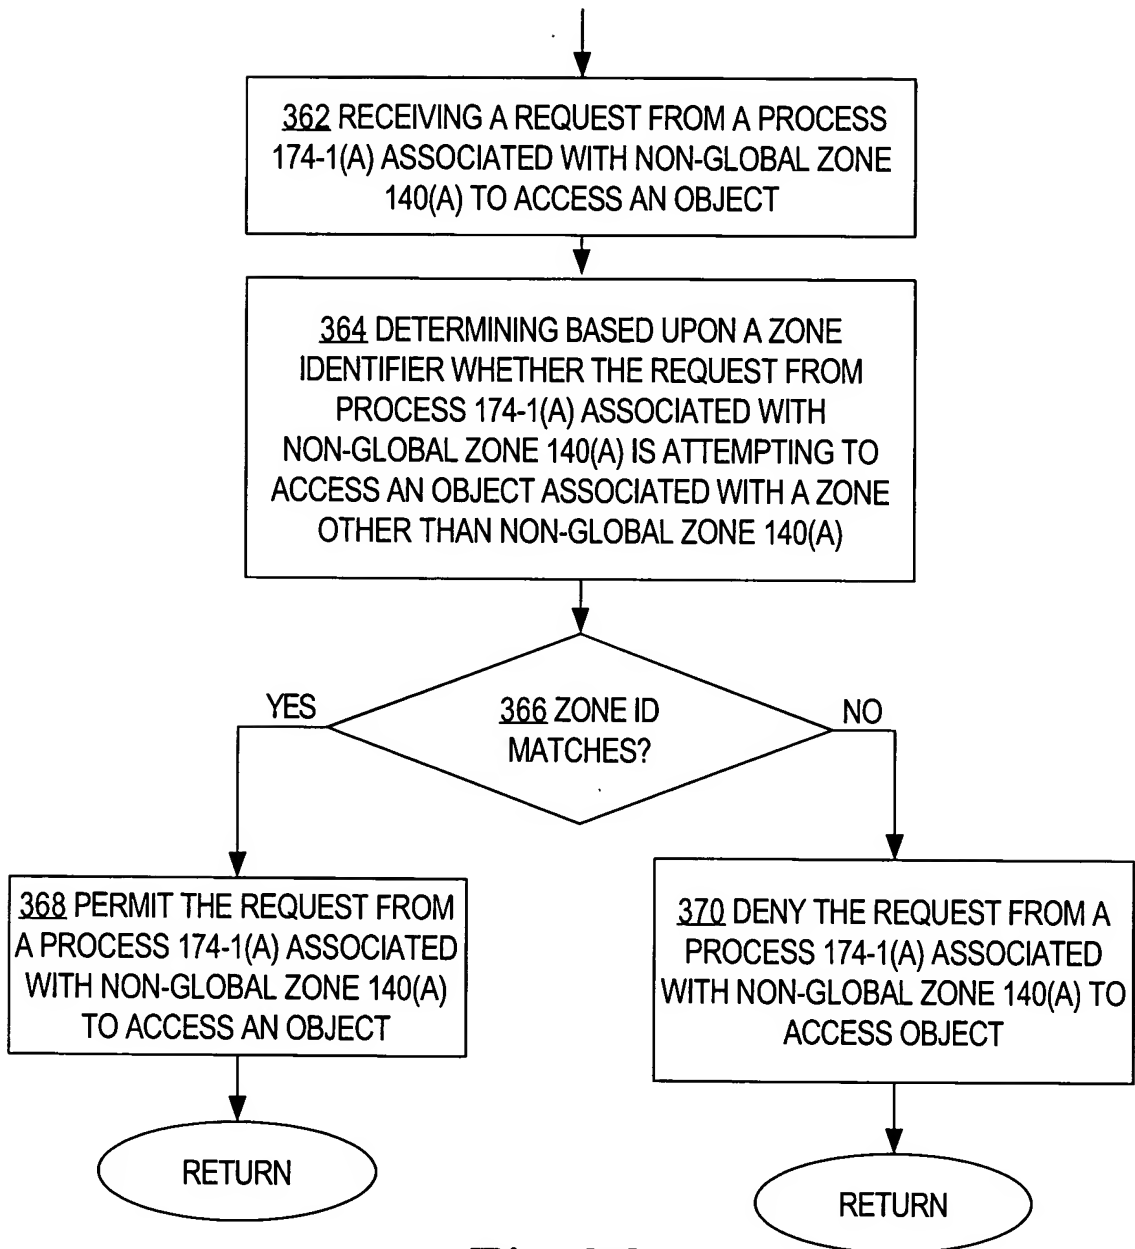 362 RECEIVING A REQUEST FROM A PROCESS
174-1(A) ASSOCIATED WITH NON-GLOBAL ZONE
140(A) TO ACCESS AN OBJECT
364 DETERMINING BASED UPON A ZONE
IDENTIFIER WHETHER THE REQUEST FROM
PROCESS 174-1(A) ASSOCIATED WITH
NON-GLOBAL ZONE 140(A) IS ATTEMPTING TO
ACCESS AN OBJECT ASSOCIATED WITH A ZONE
OTHER THAN NON-GLOBAL ZONE 140(A)
YES
366 ZONE ID
MATCHES?
NO
368 PERMIT THE REQUEST FROM
A PROCESS 174-1(A) ASSOCIATED
WITH NON-GLOBAL ZONE 140(A)
TO ACCESS AN OBJECT
370 DENY THE REQUEST FROM A
PROCESS 174-1(A) ASSOCIATED
WITH NON-GLOBAL ZONE 140(A) TO
ACCESS OBJECT
RETURN
RETURN